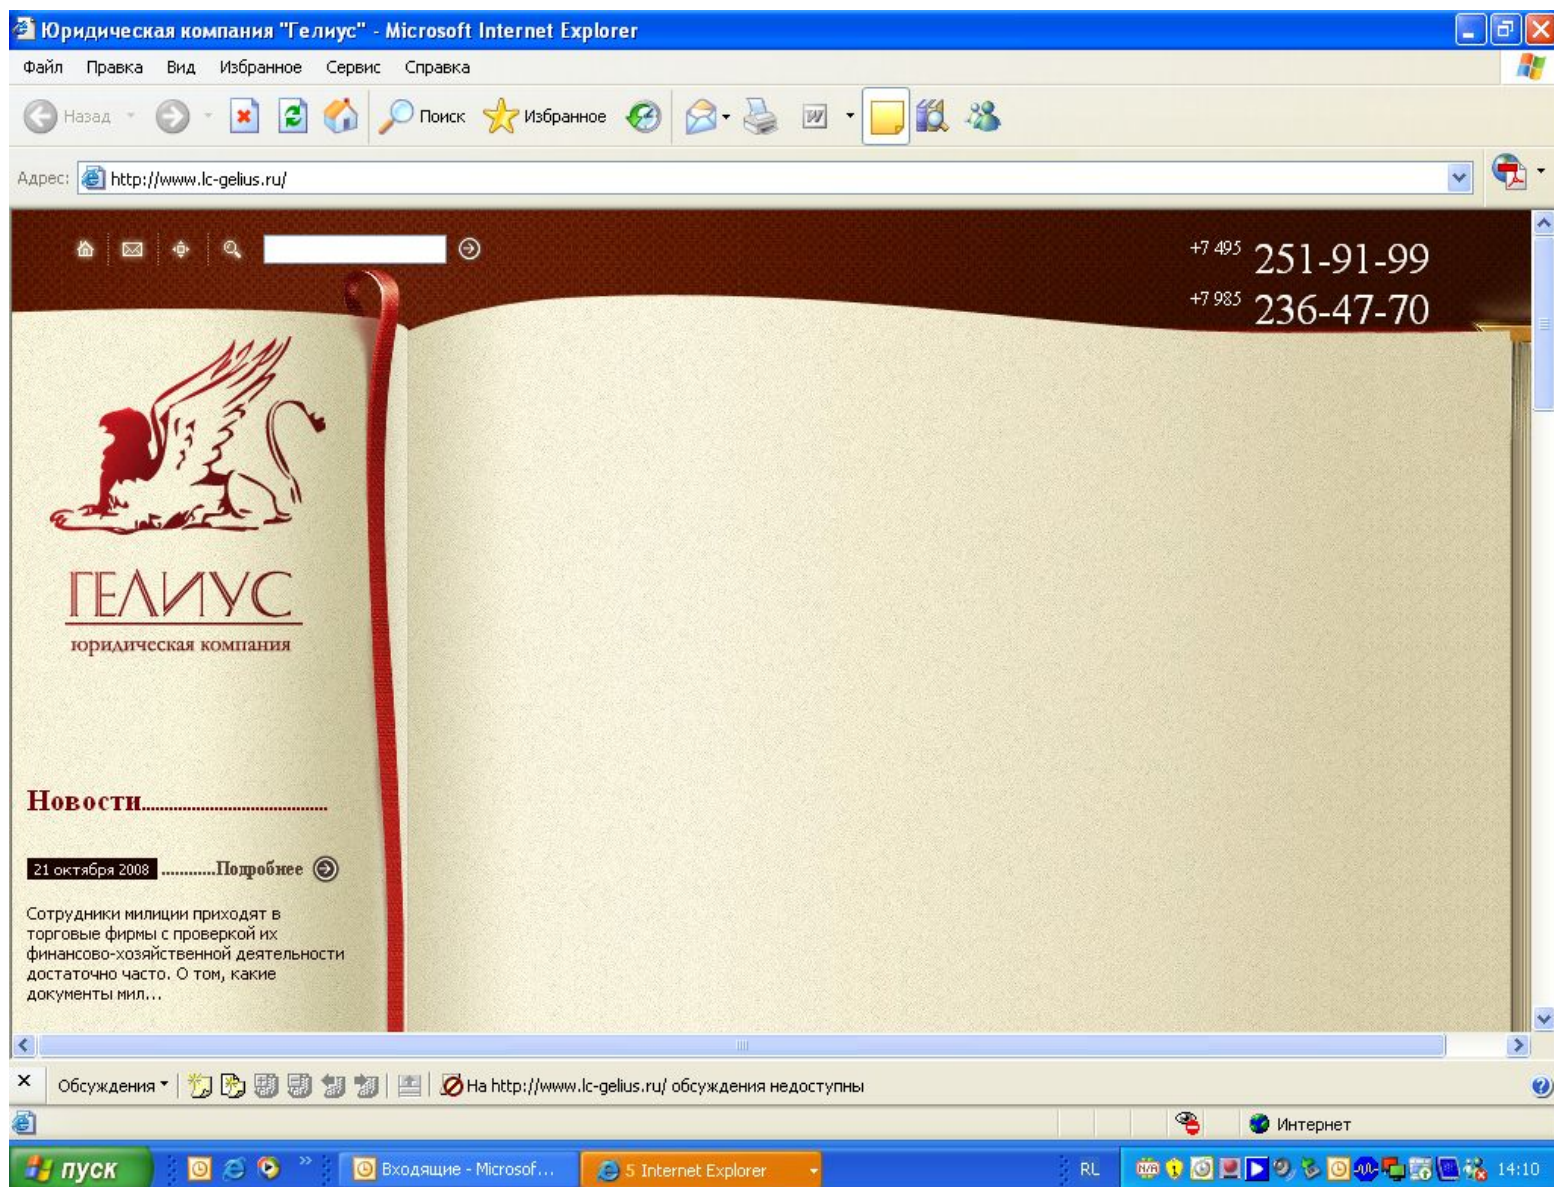 Юридическая компания "Гелиус" - Microsoft Internet Explorer
Файл Правка Вид Избранное Сервис Справка
Назад Поиск Избранное
Адрес: http://www.lc-gelius.ru/
+7 495 251-91-99
+7 985 236-47-70
ГЕЛИУС
юридическая компания
Новости.........................................
21 октября 2008 ............Подробнее
Сотрудники милиции приходят в
торговые фирмы с проверкой их
финансово-хозяйственной деятельности
достаточно часто. О том, какие
документы мил...
Обсуждения На http://www.lc-gelius.ru/ обсуждения недоступны
Интернет
пуск Входящие - Microsof... 5 Internet Explorer RL 14:10